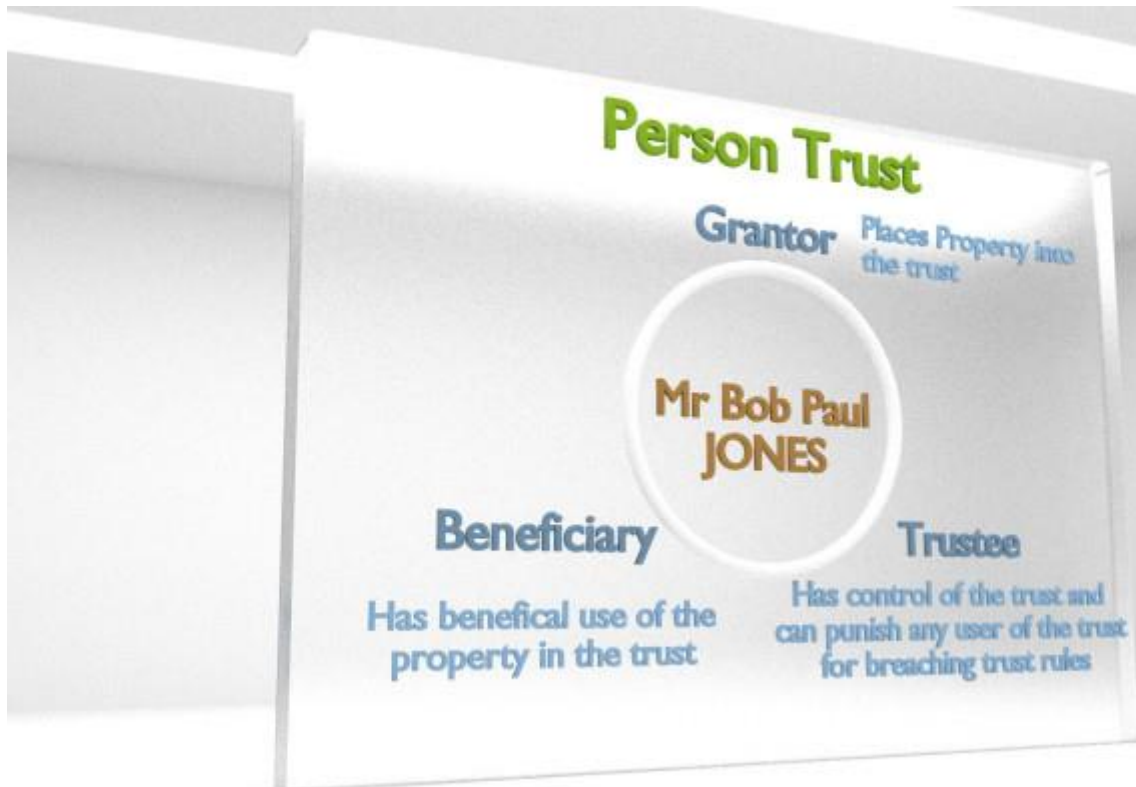 Person Trust
Grantor
Places Property into
the trust
Mr Bob Paul
JONES
Beneficiary
Has benefical use of the
property in the trust
Trustee
Has control of the trust and
can punish any user of the trust
for breaching trust rules